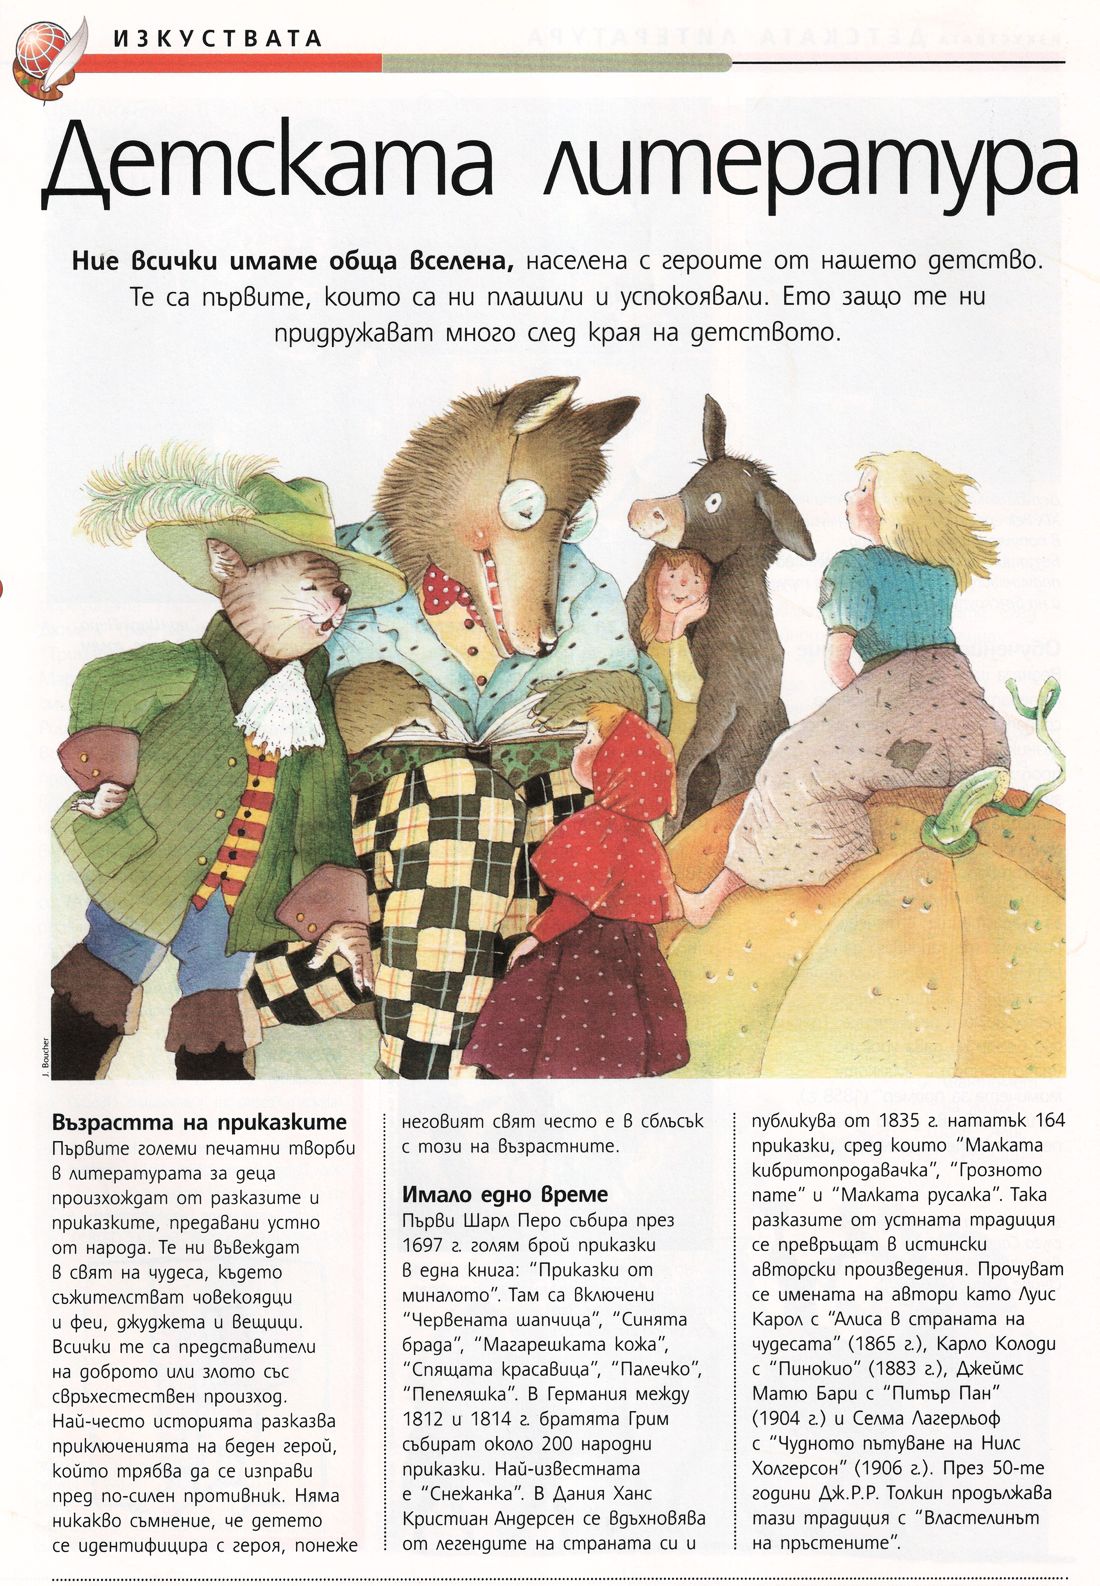 ИЗКУСТВАТА
Детската литература
Ние всички имаме обща вселена, населена с героите от нашето детство.
Те са първите, които са ни плашили и успокоявали. Ето защо те ни
придружават много след края на детството.
J. Boucher
Възрастта на приказките
Първите големи печатни творби
в литературата за деца
произхождат от разказите и
приказките, предавани устно
от народа. Те ни въвеждат
в свят на чудеса, където
съжителстват човекоядци
и феи, джуджета и вещици.
Всички те са представители
на доброто или злото със
свръхестествен произход.
Най-често историята разказва
приключенията на беден герой,
който трябва да се изправи
пред по-силен противник. Няма
никакво съмнение, че детето
се идентифицира с героя, понеже
неговият свят често е в сблъсък
с този на възрастните.
Имало едно време
Първи Шарл Перо събира през
1697 г. голям брой приказки
в една книга: “Приказки от
миналото”. Там са включени
“Червената шапчица”, “Синята
брада”, “Магарешката кожа”,
“Спящата красавица”, “Палечко”,
“Пепеляшка”. В Германия между
1812 и 1814 г. братята Грим
събират около 200 народни
приказки. Най-известната
е “Снежанка”. В Дания Ханс
Кристиан Андерсен се вдъхновява
от легендите на страната си и
публикува от 1835 г. нататък 164
приказки, сред които “Малката
кибритопродавачка”, “Грозното
пате” и “Малката русалка”. Така
разказите от устната традиция
се превръщат в истински
авторски произведения. Прочуват
се имената на автори като Луис
Карол с “Алиса в страната на
чудесата” (1865 г.), Карло Колоди
с “Пинокио” (1883 г.), Джеймс
Матю Бари с “Питър Пан”
(1904 г.) и Селма Лагерльоф
с “Чудното пътуване на Нилс
Холгерсон” (1906 г.). През 50-те
години Дж.Р.Р. Толкин продължава
тази традиция с “Властелинът
на пръстените”.